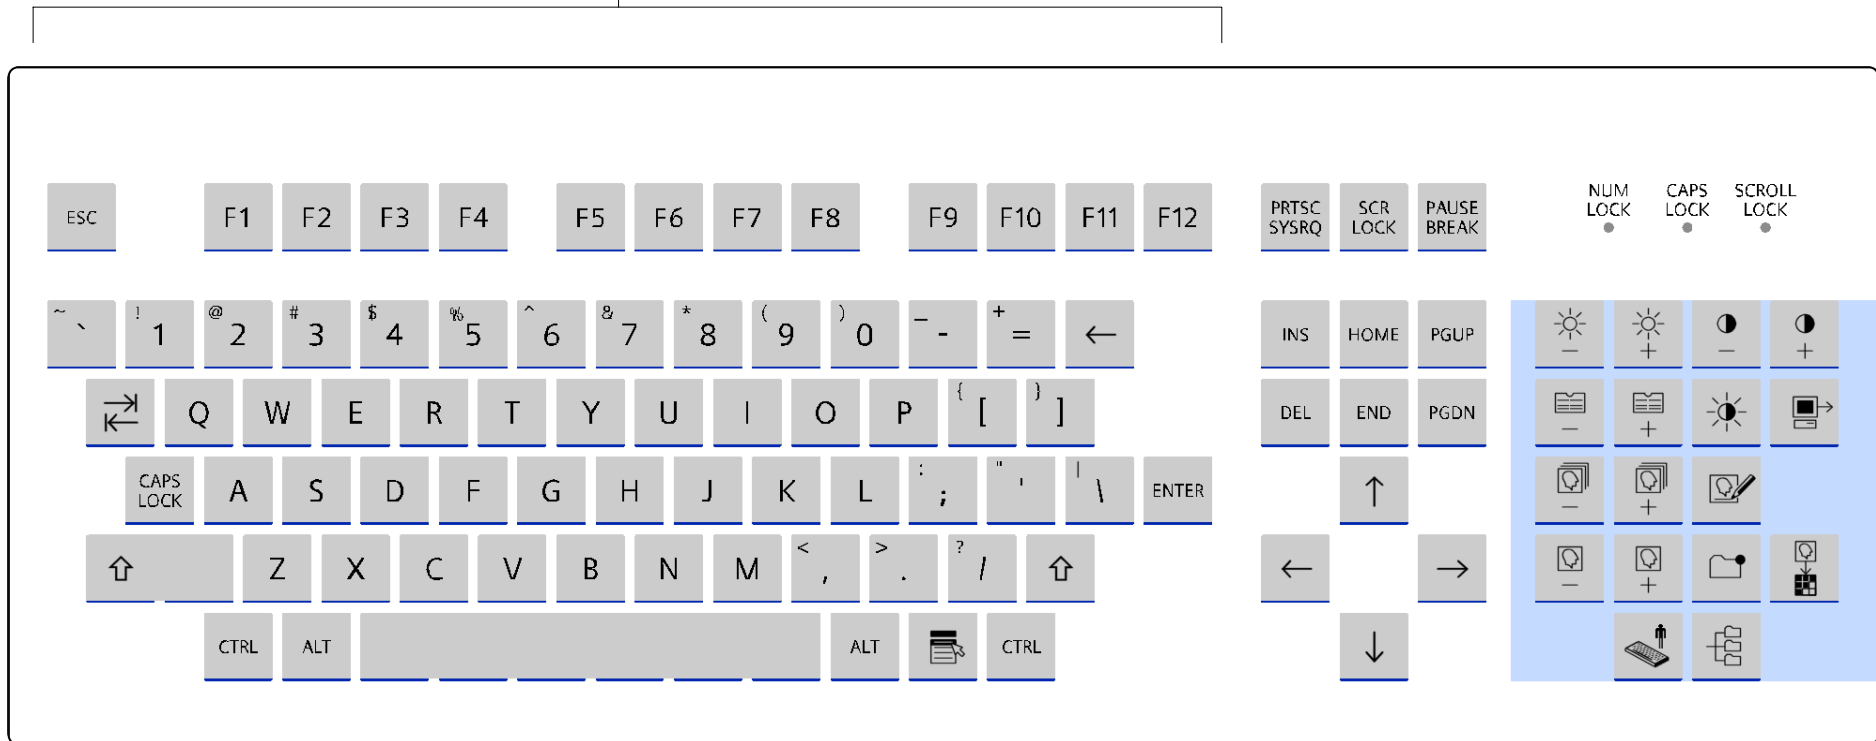 ESC F1 F2 F3 F4 F5 F6 F7 F8 F9 F10 F11 F12 PRTSC SYSRQ SCR LOCK PAUSE BREAK NUM LOCK CAPS LOCK SCROLL LOCK
~ ` ! 1 @ 2 # 3 $ 4 % 5 ^ 6 & 7 * 8 ( 9 ) 0 _ - + = ← INS HOME PGUP − + − +
Q W E R T Y U I O P { [ } ] DEL END PGDN − +
CAPS LOCK A S D F G H J K L : ; " ' | \ ENTER ↑ − +
⇧ Z X C V B N M < , > . ? / ⇧ ← → − +
CTRL ALT ALT CTRL ↓